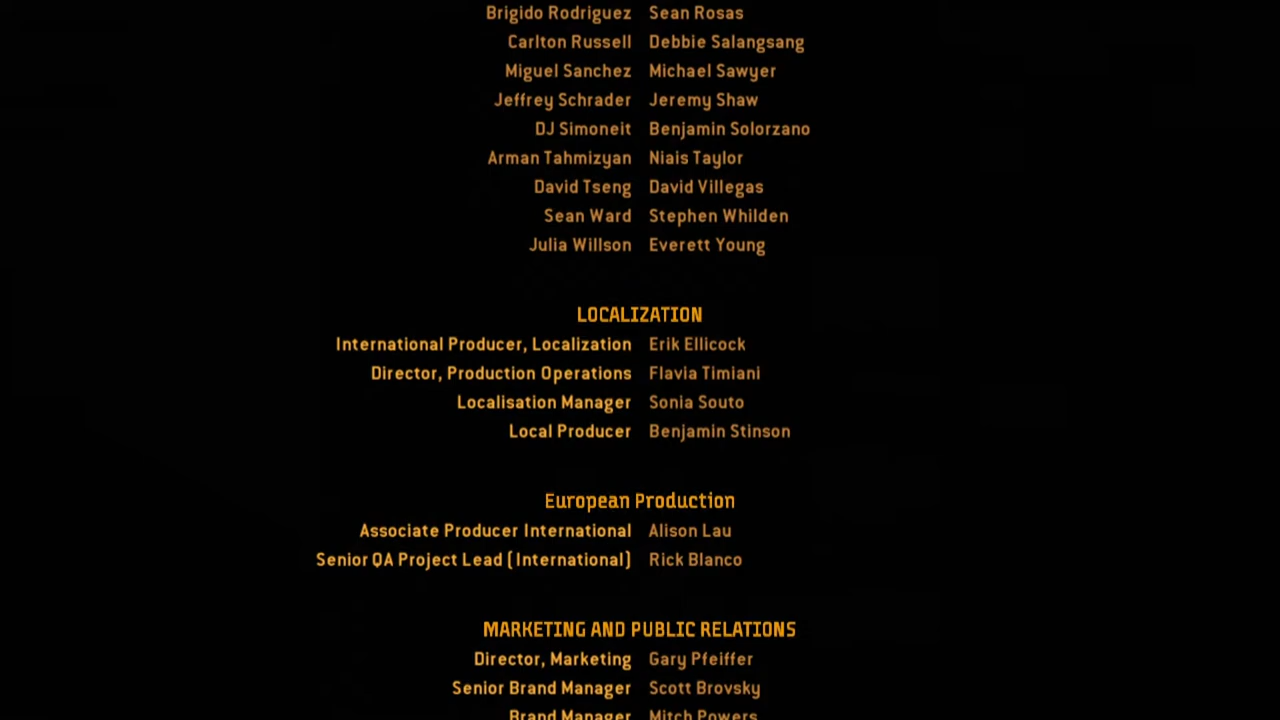 Brigido Rodriguez Sean Rosas
Carlton Russell Debbie Salangsang
Miguel Sanchez Michael Sawyer
Jeffrey Schrader Jeremy Shaw
DJ Simoneit Benjamin Solorzano
Arman Tahmizyan Niais Taylor
David Tseng David Villegas
Sean Ward Stephen Whilden
Julia Willson Everett Young
LOCALIZATION
International Producer, Localization Erik Ellicock
Director, Production Operations Flavia Timiani
Localisation Manager Sonia Souto
Local Producer Benjamin Stinson
European Production
Associate Producer International Alison Lau
Senior QA Project Lead (International) Rick Blanco
MARKETING AND PUBLIC RELATIONS
Director, Marketing Gary Pfeiffer
Senior Brand Manager Scott Brovsky
Brand Manager Mitch Powers